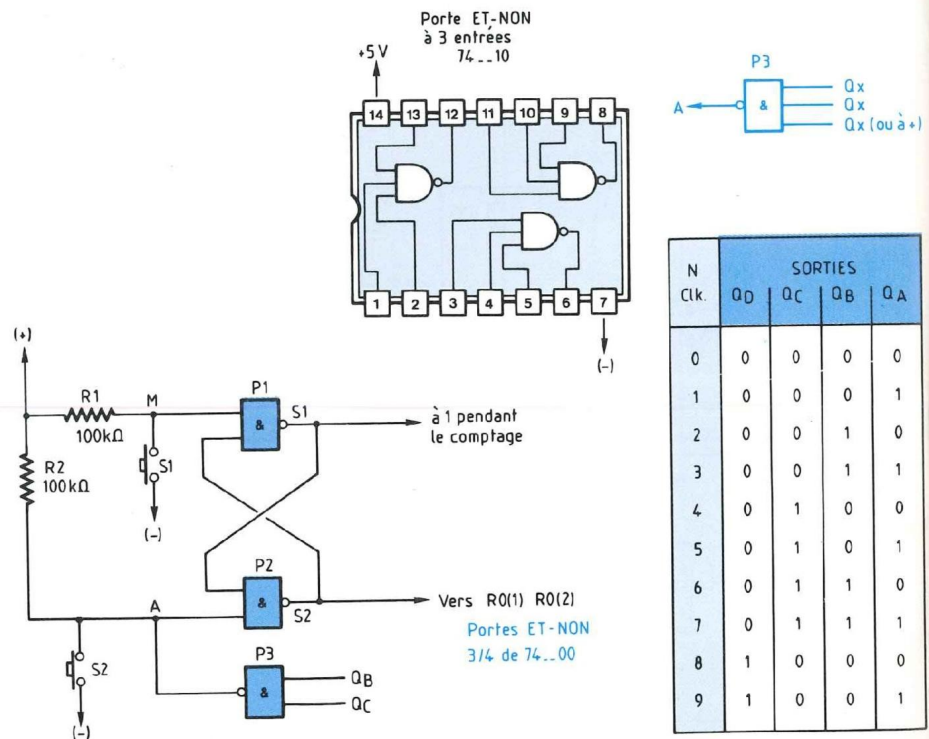 Porte ET-NON
à 3 entrées
74__10
+5 V
14 13 12 11 10 9 8
1 2 3 4 5 6 7
(-)
P3
A & Qx
Qx
Qx (ou à +)
(+)
R1
100kΩ
M
P1
&
S1
à 1 pendant
le comptage
R2
100kΩ
S1
(-)
P2
&
S2
Vers R0(1) R0(2)
Portes ET-NON
3/4 de 74__00
A
S2
(-)
P3
&
QB
QC
N SORTIES
Clk. QD QC QB QA
0 0 0 0 0
1 0 0 0 1
2 0 0 1 0
3 0 0 1 1
4 0 1 0 0
5 0 1 0 1
6 0 1 1 0
7 0 1 1 1
8 1 0 0 0
9 1 0 0 1